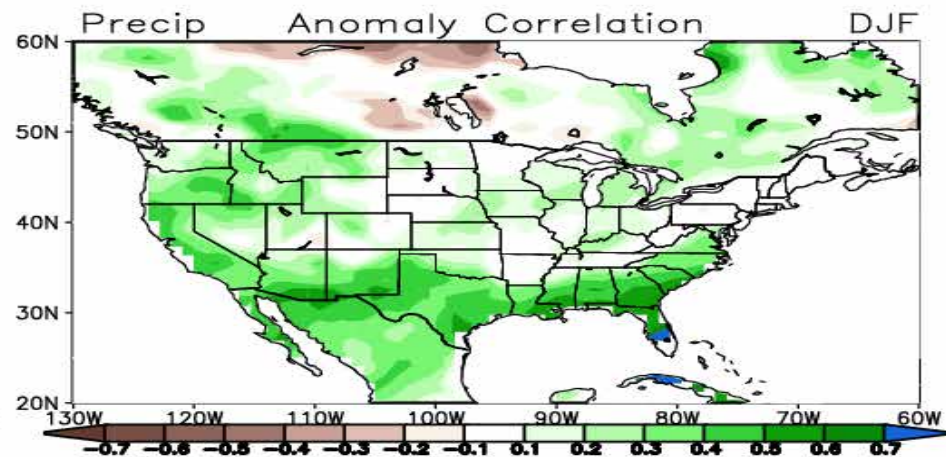 Precip Anomaly Correlation DJF
60N
50N
40N
30N
20N
130W 120W 110W 100W 90W 80W 70W 60W
-0.7 -0.6 -0.5 -0.4 -0.3 -0.2 -0.1 0.1 0.2 0.3 0.4 0.5 0.6 0.7